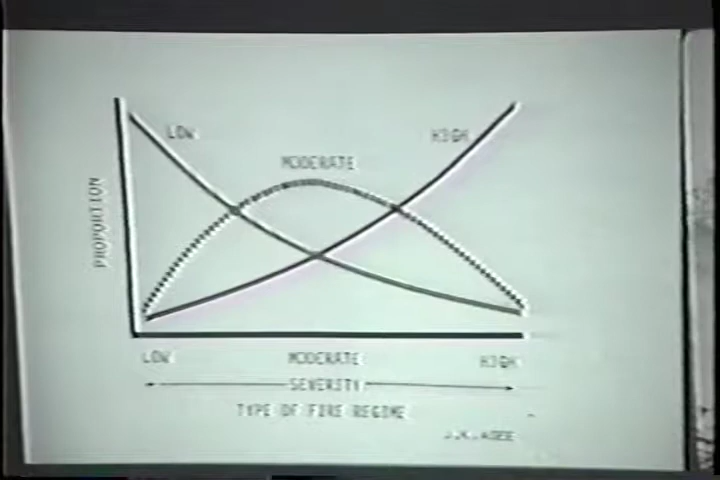 LOW
HIGH
MODERATE
PROPORTION
LOW MODERATE HIGH
SEVERITY
TYPE OF FIRE REGIME
J.K.AGEE